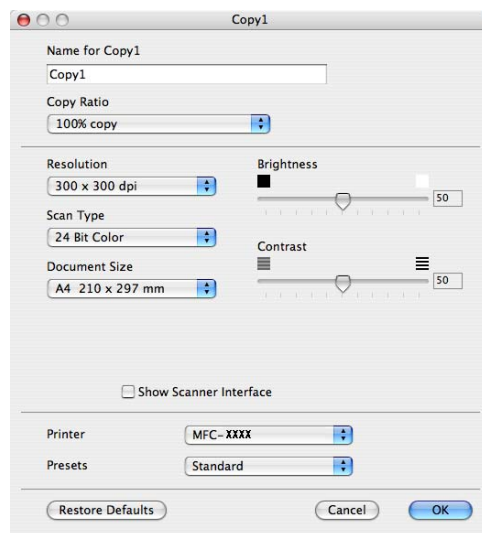 Copy1
Name for Copy1
Copy1
Copy Ratio
100% copy
Resolution
300 x 300 dpi
Scan Type
24 Bit Color
Document Size
A4 210 x 297 mm
Brightness
50
Contrast
50
Show Scanner Interface
Printer
MFC-XXXX
Presets
Standard
Restore Defaults
Cancel
OK